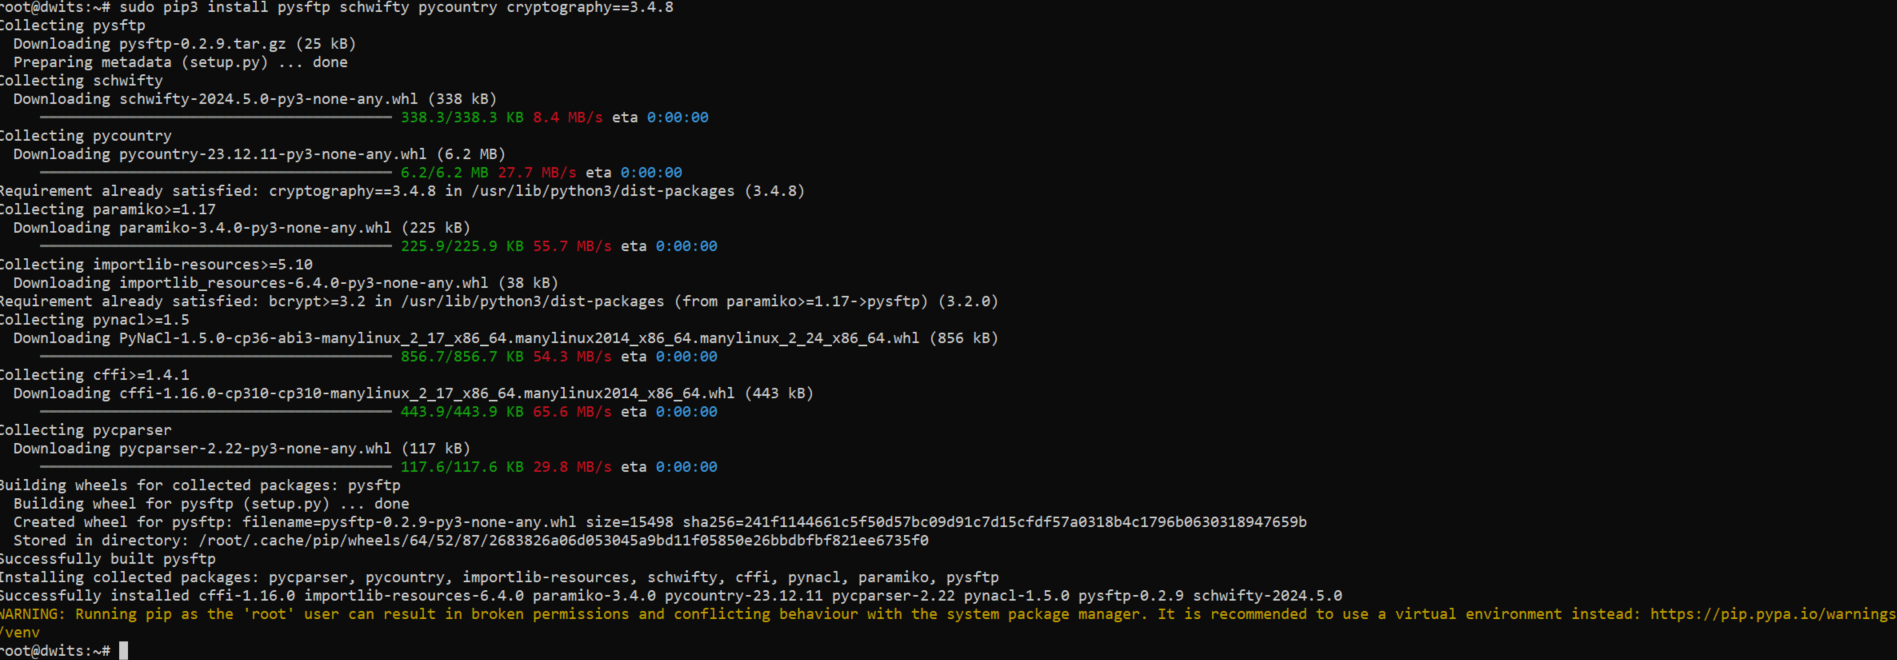 root@dwits:~# sudo pip3 install pysftp schwifty pycountry cryptography==3.4.8
Collecting pysftp
  Downloading pysftp-0.2.9.tar.gz (25 kB)
  Preparing metadata (setup.py) ... done
Collecting schwifty
  Downloading schwifty-2024.5.0-py3-none-any.whl (338 kB)
338.3/338.3 KB 8.4 MB/s eta 0:00:00
Collecting pycountry
  Downloading pycountry-23.12.11-py3-none-any.whl (6.2 MB)
6.2/6.2 MB 27.7 MB/s eta 0:00:00
Requirement already satisfied: cryptography==3.4.8 in /usr/lib/python3/dist-packages (3.4.8)
Collecting paramiko>=1.17
  Downloading paramiko-3.4.0-py3-none-any.whl (225 kB)
225.9/225.9 KB 55.7 MB/s eta 0:00:00
Collecting importlib-resources>=5.10
  Downloading importlib_resources-6.4.0-py3-none-any.whl (38 kB)
Requirement already satisfied: bcrypt>=3.2 in /usr/lib/python3/dist-packages (from paramiko>=1.17->pysftp) (3.2.0)
Collecting pynacl>=1.5
  Downloading PyNaCl-1.5.0-cp36-abi3-manylinux_2_17_x86_64.manylinux2014_x86_64.manylinux_2_24_x86_64.whl (856 kB)
856.7/856.7 KB 54.3 MB/s eta 0:00:00
Collecting cffi>=1.4.1
  Downloading cffi-1.16.0-cp310-cp310-manylinux_2_17_x86_64.manylinux2014_x86_64.whl (443 kB)
443.9/443.9 KB 65.6 MB/s eta 0:00:00
Collecting pycparser
  Downloading pycparser-2.22-py3-none-any.whl (117 kB)
117.6/117.6 KB 29.8 MB/s eta 0:00:00
Building wheels for collected packages: pysftp
  Building wheel for pysftp (setup.py) ... done
  Created wheel for pysftp: filename=pysftp-0.2.9-py3-none-any.whl size=15498 sha256=241f1144661c5f50d57bc09d91c7d15cfdf57a0318b4c1796b0630318947659b
  Stored in directory: /root/.cache/pip/wheels/64/52/87/2683826a06d053045a9bd11f05850e26bbdbfbf821ee6735f0
Successfully built pysftp
Installing collected packages: pycparser, pycountry, importlib-resources, schwifty, cffi, pynacl, paramiko, pysftp
Successfully installed cffi-1.16.0 importlib-resources-6.4.0 paramiko-3.4.0 pycountry-23.12.11 pycparser-2.22 pynacl-1.5.0 pysftp-0.2.9 schwifty-2024.5.0
WARNING: Running pip as the 'root' user can result in broken permissions and conflicting behaviour with the system package manager. It is recommended to use a virtual environment instead: https://pip.pypa.io/warnings
/venv
root@dwits:~#